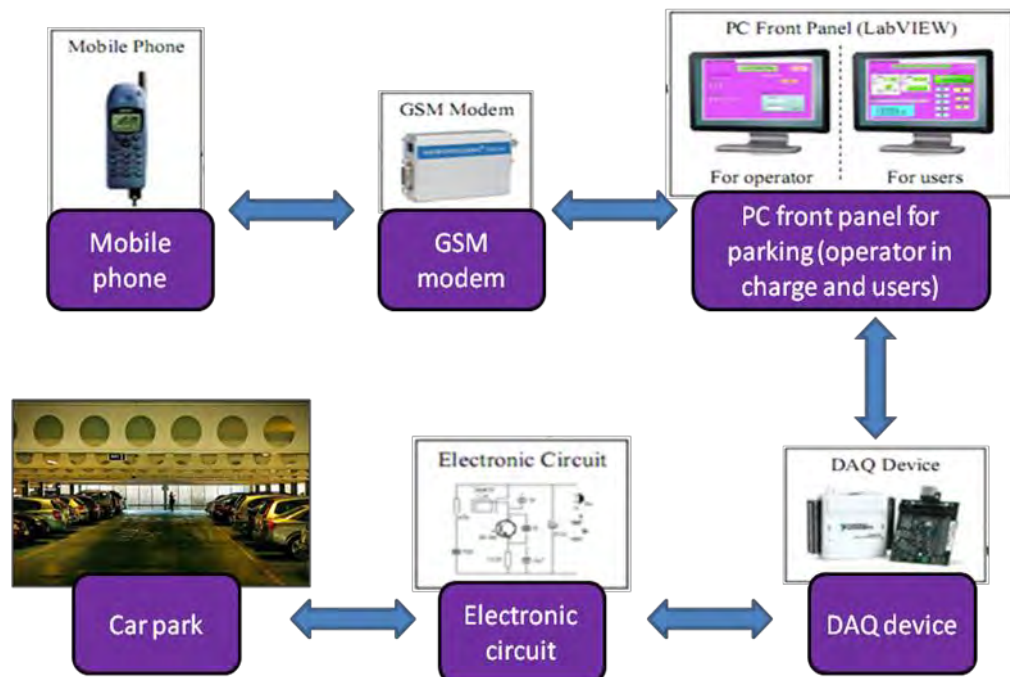 Mobile Phone
GSM Modem
PC Front Panel (LabVIEW)
For operator
For users
Mobile
phone
GSM
modem
PC front panel for
parking (operator in
charge and users)
Electronic Circuit
DAQ Device
Car park
Electronic
circuit
DAQ device